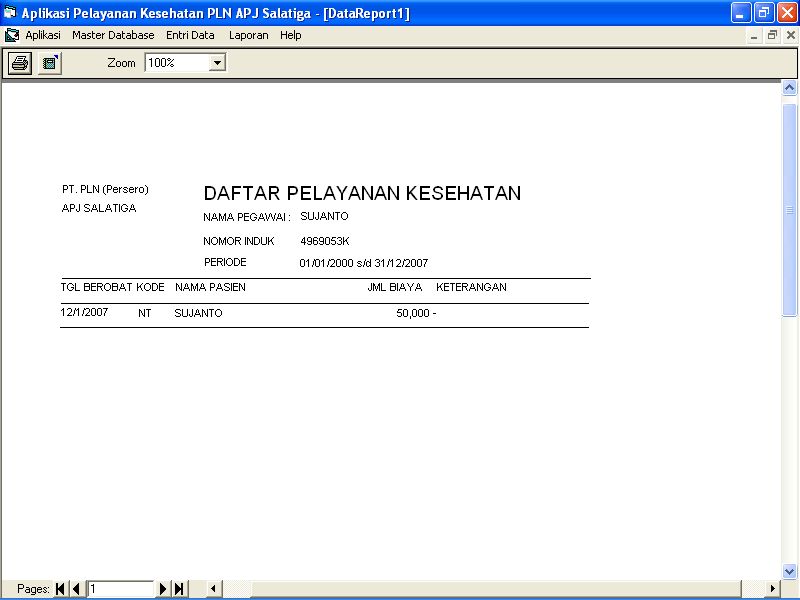 Aplikasi Pelayanan Kesehatan PLN APJ Salatiga - [DataReport1]
Aplikasi Master Database Entri Data Laporan Help
Zoom 100%
PT. PLN (Persero) DAFTAR PELAYANAN KESEHATAN
APJ SALATIGA
NAMA PEGAWAI : SUJANTO
NOMOR INDUK 4969053K
PERIODE 01/01/2000 s/d 31/12/2007
TGL BEROBAT KODE NAMA PASIEN JML BIAYA KETERANGAN
12/1/2007 NT SUJANTO 50,000 -
Pages: 1